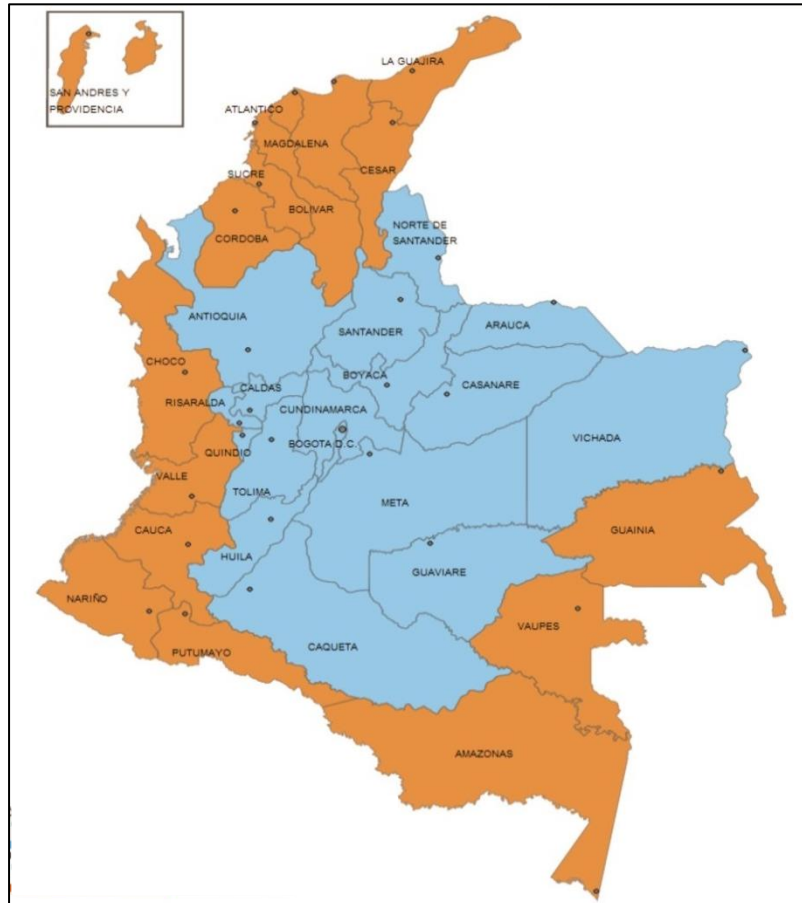 LA GUAJIRA
SAN ANDRES Y
PROVIDENCIA
ATLANTICO
MAGDALENA
CESAR
SUCRE
BOLIVAR
CORDOBA
NORTE DE
SANTANDER
ANTIOQUIA
SANTANDER
ARAUCA
CHOCO
BOYACA
CALDAS
CASANARE
RISARALDA
CUNDINAMARCA
BOGOTA D.C.
VICHADA
QUINDIO
VALLE
TOLIMA
META
CAUCA
GUAINIA
HUILA
GUAVIARE
NARIÑO
VAUPES
CAQUETA
PUTUMAYO
AMAZONAS